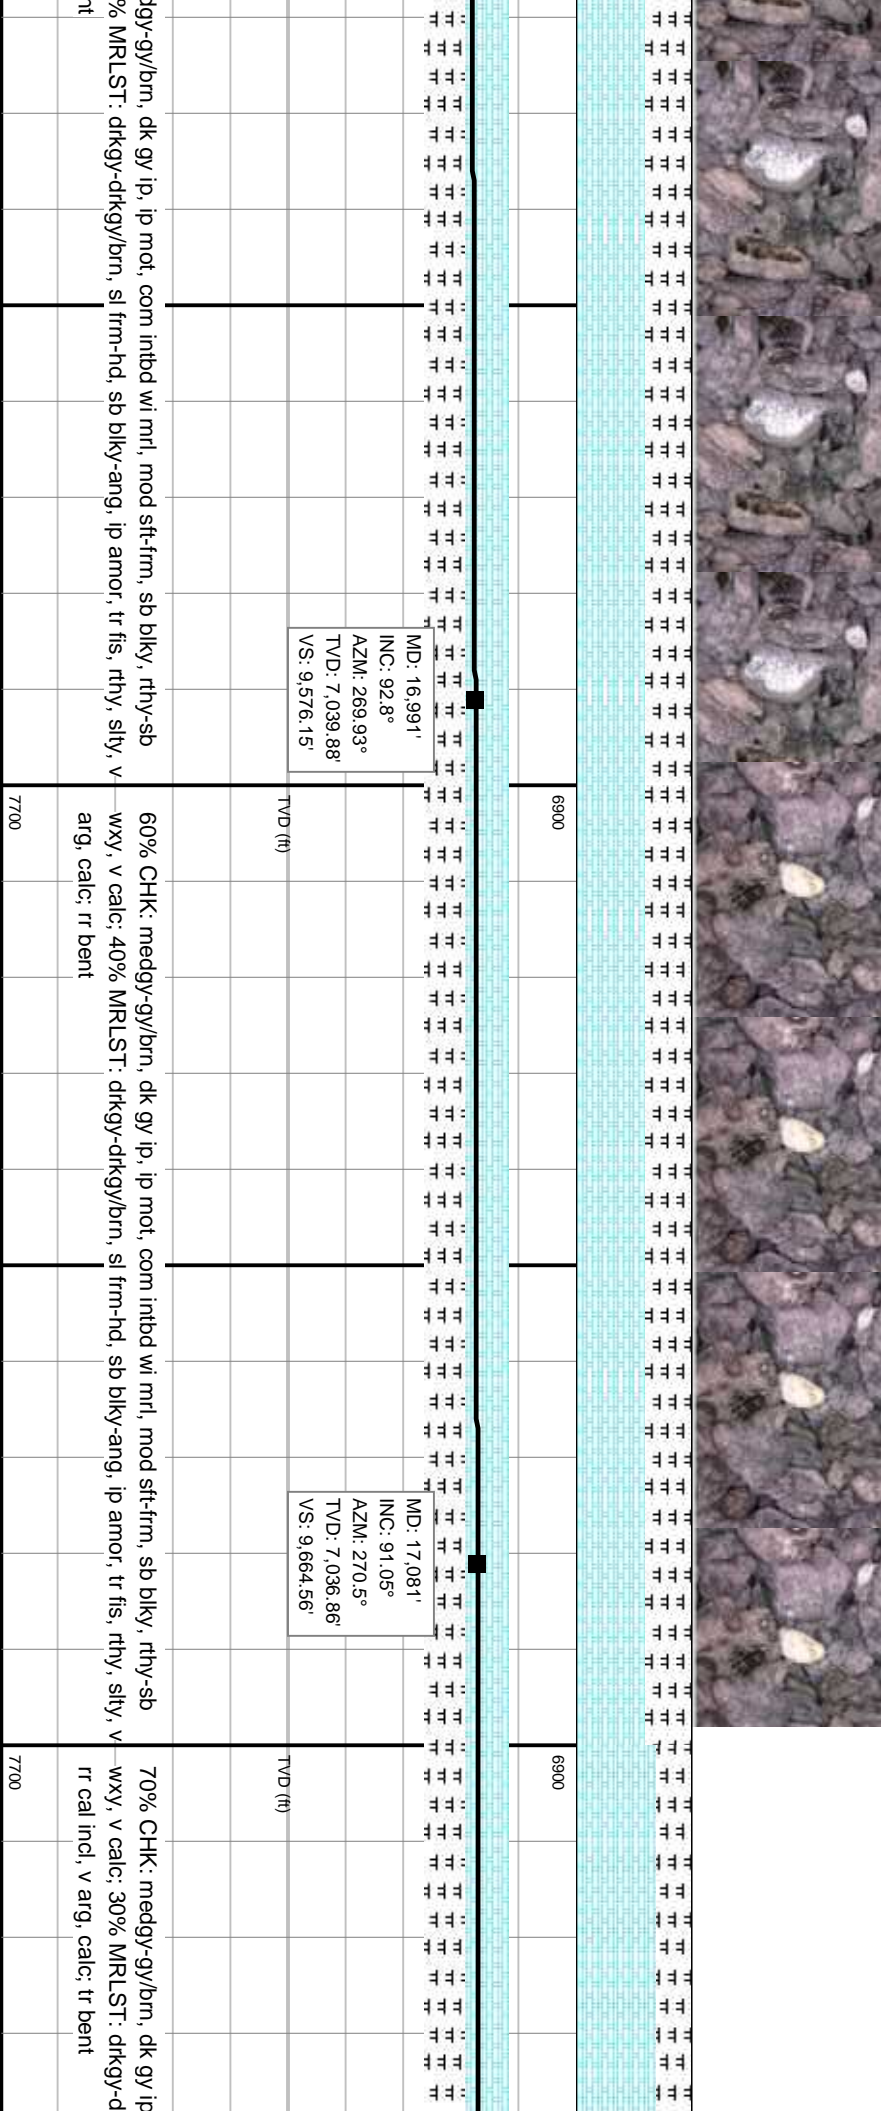 dgy-gy/brn, dk gy ip, ip mot, com intbd wi mrl, mod sft-frm, sb blky, rthy-sb
% MRLST: drkgy-drkgy/brn, sl frm-hd, sb blky-ang, ip amor, tr fis, rthy, slty, v
nt
MD: 16,991'
INC: 92.8°
AZM: 269.93°
TVD: 7,039.88'
VS: 9,576.15'
6900
TVD (ft)
7700
60% CHK: medgy-gy/brn, dk gy ip, ip mot, com intbd wi mrl, mod sft-frm, sb blky, rthy-sb
wxy, v calc; 40% MRLST: drkgy-drkgy/brn, sl frm-hd, sb blky-ang, ip amor, tr fis, rthy, slty, v
arg, calc; rr bent
MD: 17,081'
INC: 91.05°
AZM: 270.5°
TVD: 7,036.86'
VS: 9,664.56'
6900
TVD (ft)
7700
70% CHK: medgy-gy/brn, dk gy ip
wxy, v calc; 30% MRLST: drkgy-d
rr cal incl, v arg, calc; tr bent